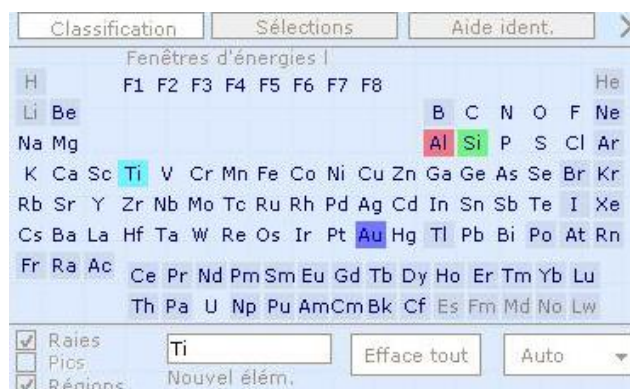 Classification Sélections Aide ident.
Fenêtres d'énergies I
H F1 F2 F3 F4 F5 F6 F7 F8 He
Li Be B C N O F Ne
Na Mg Al Si P S Cl Ar
K Ca Sc Ti V Cr Mn Fe Co Ni Cu Zn Ga Ge As Se Br Kr
Rb Sr Y Zr Nb Mo Tc Ru Rh Pd Ag Cd In Sn Sb Te I Xe
Cs Ba La Hf Ta W Re Os Ir Pt Au Hg Tl Pb Bi Po At Rn
Fr Ra Ac
Ce Pr Nd Pm Sm Eu Gd Tb Dy Ho Er Tm Yb Lu
Th Pa U Np Pu Am Cm Bk Cf Es Fm Md No Lw
Raies
Pics
Régions
Ti
Nouvel élém.
Efface tout
Auto